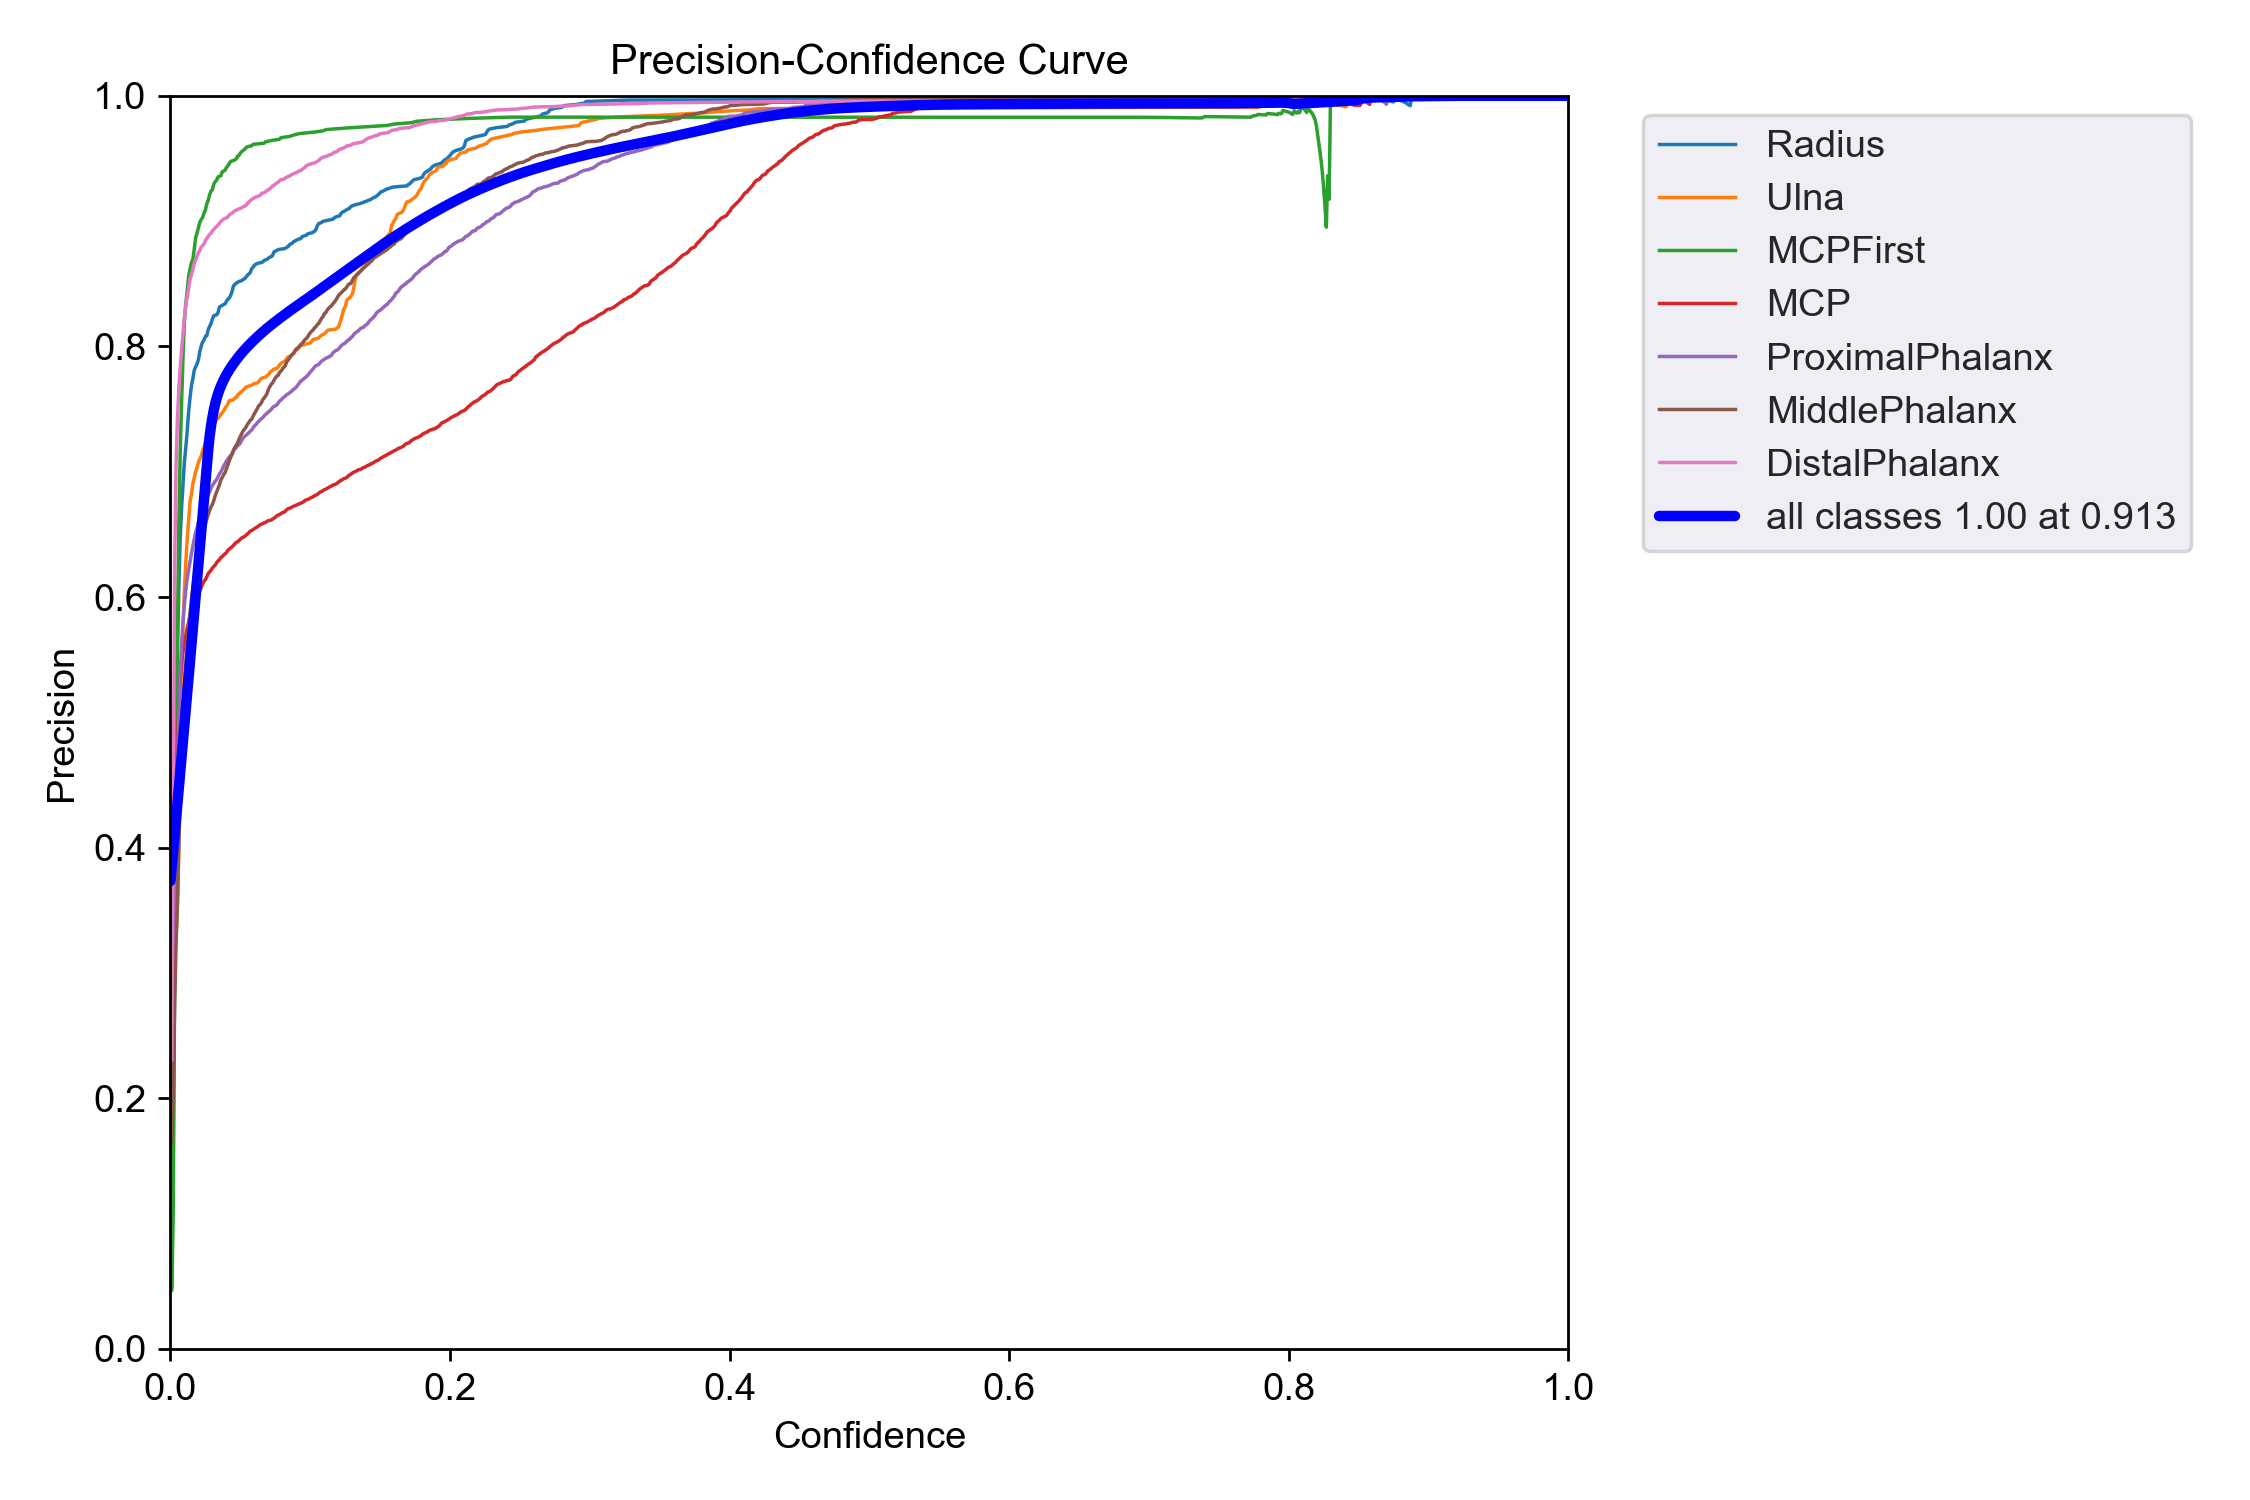 Precision-Confidence Curve
1.0
0.8
0.6
0.4
0.2
0.0
Precision
0.0 0.2 0.4 0.6 0.8 1.0
Confidence
Radius
Ulna
MCPFirst
MCP
ProximalPhalanx
MiddlePhalanx
DistalPhalanx
all classes 1.00 at 0.913